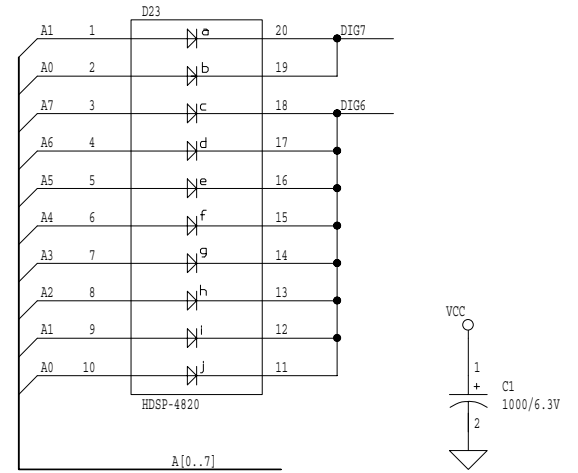 D23
A1 1 a 20 DIG7
A0 2 b 19
A7 3 c 18 DIG6
A6 4 d 17
A5 5 e 16
A4 6 f 15
A3 7 g 14
A2 8 h 13
A1 9 i 12
A0 10 j 11
HDSP-4820
A[0..7]
VCC
1
+
C1
1000/6.3V
2